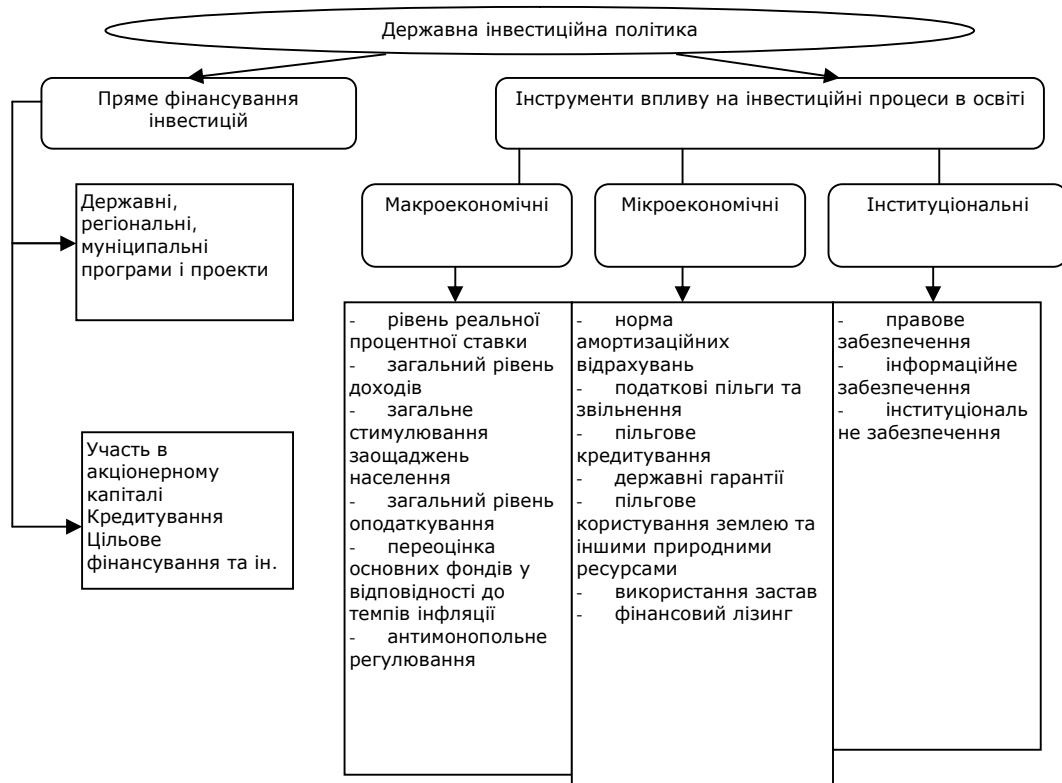 Державна інвестиційна політика
Пряме фінансування
інвестицій
Інструменти впливу на інвестиційні процеси в освіті
Державні,
регіональні,
муніципальні
програми і проекти
Участь в
акціонерному
капіталі
Кредитування
Цільове
фінансування та ін.
Макроекономічні
Мікроекономічні
Інституціональні
- рівень реальної
процентної ставки
- загальний рівень
доходів
- загальне
стимулювання
заощаджень
населення
- загальний рівень
оподаткування
- переоцінка
основних фондів у
відповідності до
темпів інфляції
- антимонопольне
регулювання
- норма
амортизаційних
відрахувань
- податкові пільги та
звільнення
- пільгове
кредитування
- державні гарантії
- пільгове
користування землею та
іншими природними
ресурсами
- використання застав
- фінансовий лізинг
- правове
забезпечення
- інформаційне
забезпечення
- інституціональ
не забезпечення